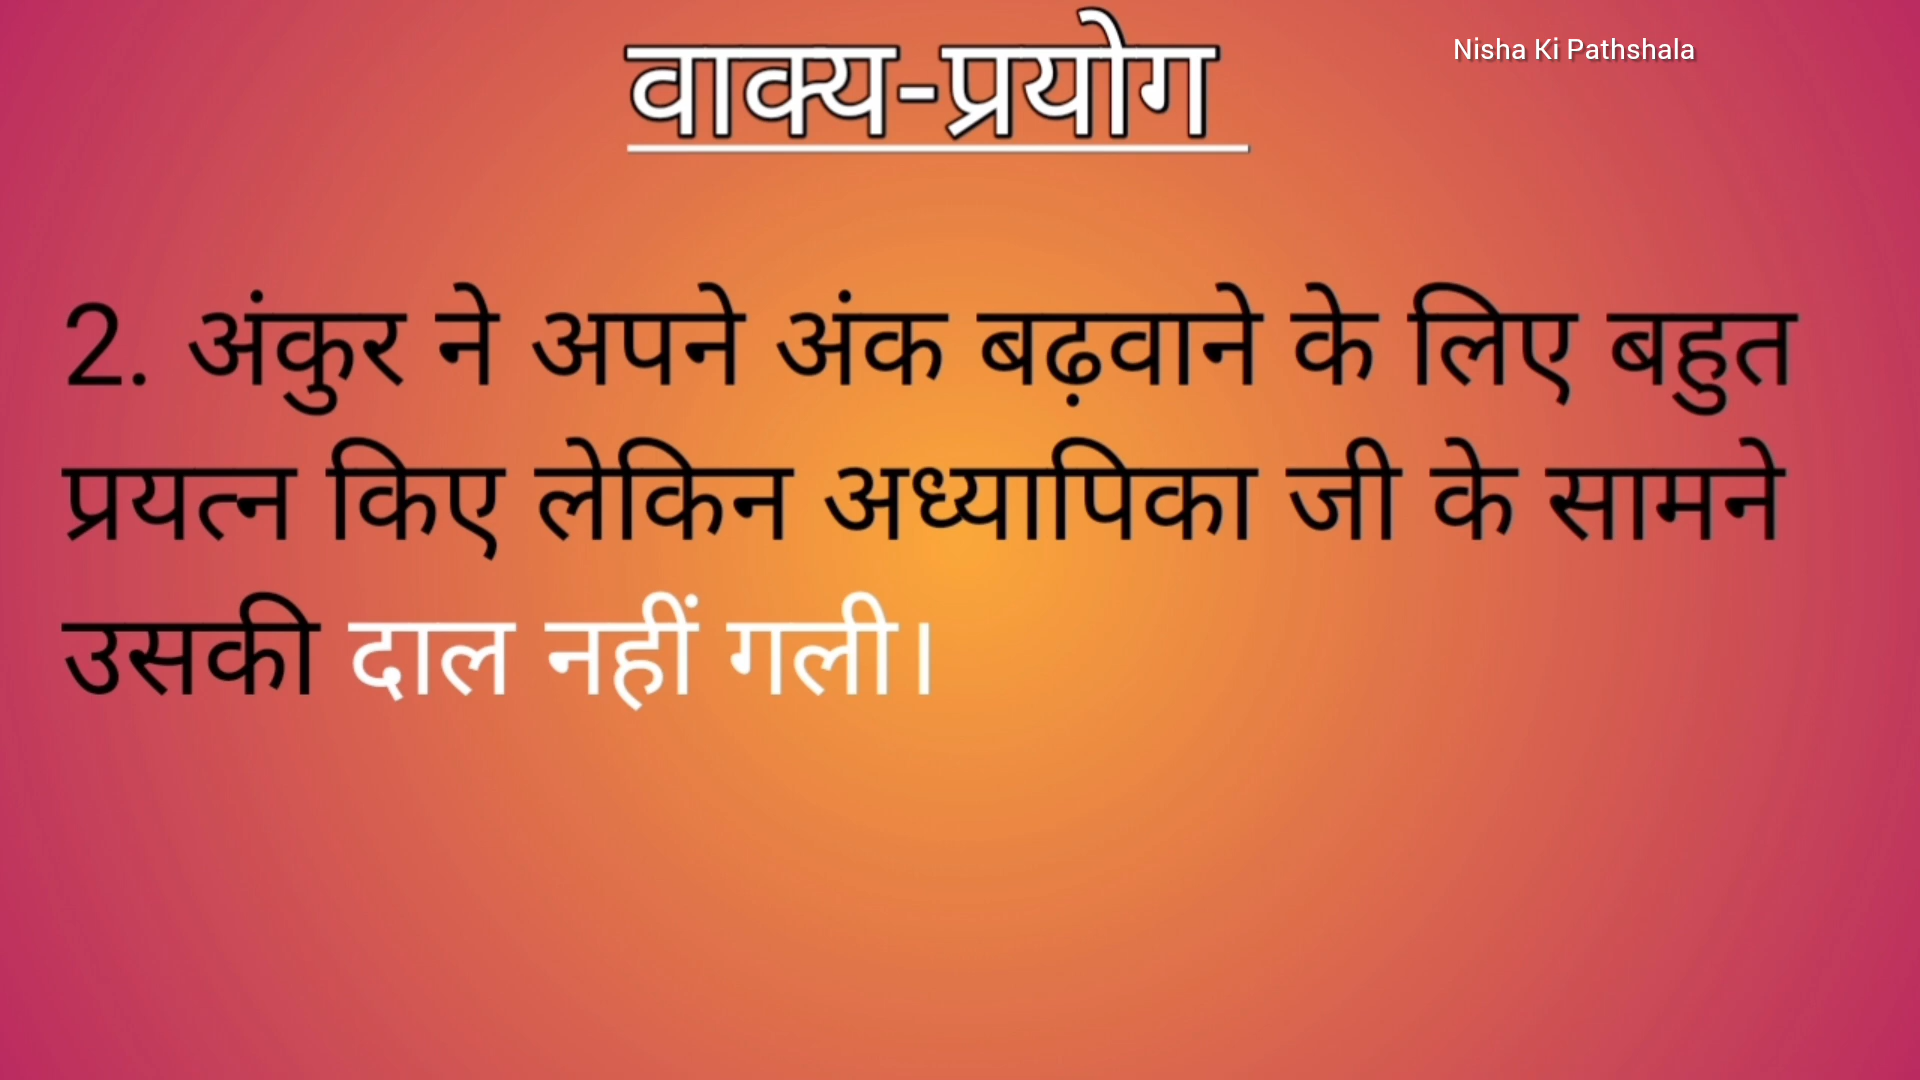 वाक्य-प्रयोग
Nisha Ki Pathshala
2. अंकुर ने अपने अंक बढ़वाने के लिए बहुत
प्रयत्न किए लेकिन अध्यापिका जी के सामने
उसकी दाल नहीं गली।